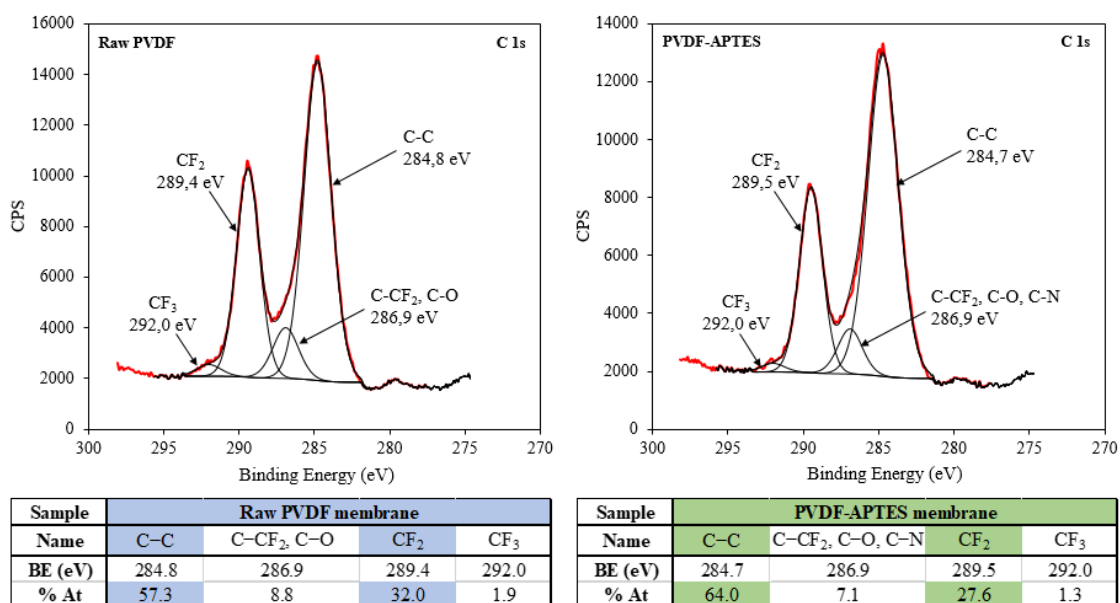 Raw PVDF
C 1s
16000
14000
12000
10000
8000
6000
4000
2000
0
CPS
300
295
290
285
280
275
270
Binding Energy (eV)
CF₂
289,4 eV
C-C
284,8 eV
C-CF₂, C-O
286,9 eV
CF₃
292,0 eV
PVDF-APTES
C 1s
14000
12000
10000
8000
6000
4000
2000
0
CPS
300
295
290
285
280
275
270
Binding Energy (eV)
CF₂
289,5 eV
C-C
284,7 eV
C-CF₂, C-O, C-N
286,9 eV
CF₃
292,0 eV
Sample Raw PVDF membrane
Name C−C C−CF₂, C−O CF₂ CF₃
BE (eV) 284.8 286.9 289.4 292.0
% At 57.3 8.8 32.0 1.9
Sample PVDF-APTES membrane
Name C−C C−CF₂, C−O, C−N CF₂ CF₃
BE (eV) 284.7 286.9 289.5 292.0
% At 64.0 7.1 27.6 1.3